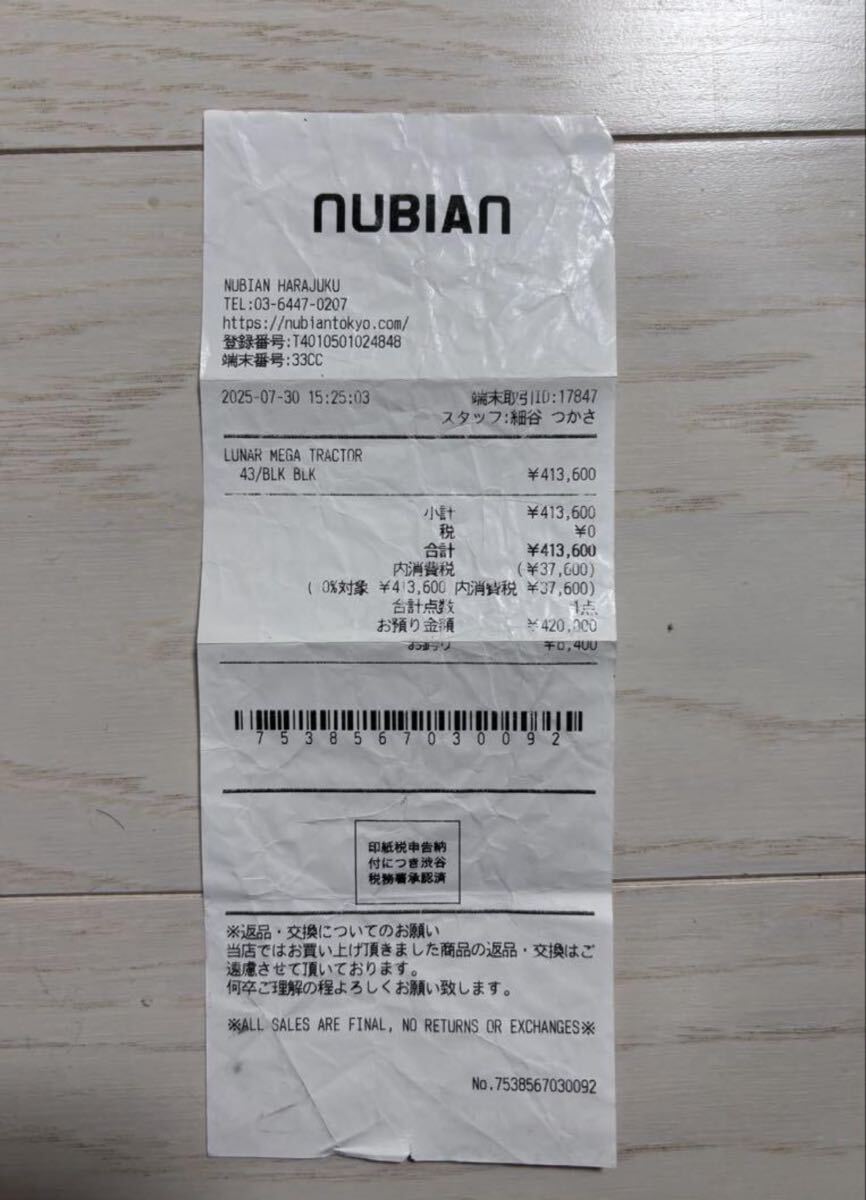 NUBIAN
NUBIAN HARAJUKU
TEL:03-6447-0207
https://nubiantokyo.com/
登録番号:T4010501024848
端末番号:33CC
2025-07-30 15:25:03 端末取引ID:17847
スタッフ:細谷 つかさ
LUNAR MEGA TRACTOR
43/BLK BLK ¥413,600
小計 ¥413,600
税 ¥0
合計 ¥413,600
内消費税 (¥37,600)
( 0%対象 ¥413,600 内消費税 ¥37,600)
合計点数 1点
お預り金額 ¥420,000
お釣り ¥6,400
7538567030092
印紙税申告納
付につき渋谷
税務署承認済
※返品・交換についてのお願い
当店ではお買い上げ頂きました商品の返品・交換はご
遠慮させて頂いております。
何卒ご理解の程よろしくお願い致します。
※ALL SALES ARE FINAL, NO RETURNS OR EXCHANGES※
No.7538567030092